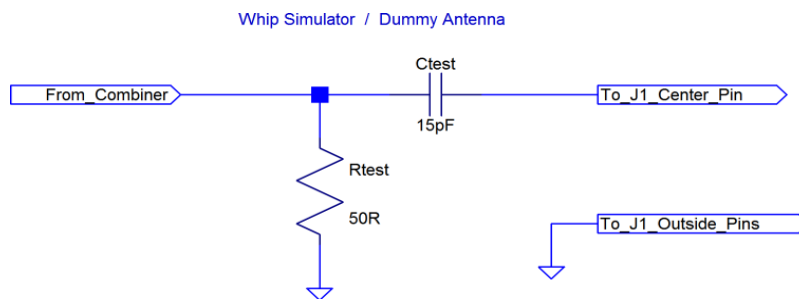 Whip Simulator / Dummy Antenna
Ctest
From_Combiner
To_J1_Center_Pin
15pF
Rtest
50R
To_J1_Outside_Pins